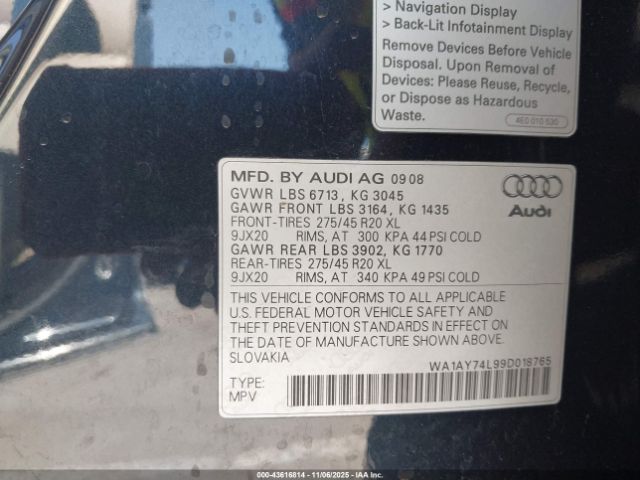 > Navigation Display
> Back-Lit Infotainment Display
Remove Devices Before Vehicle
Disposal. Upon Removal of
Devices: Please Reuse, Recycle,
or Dispose as Hazardous
Waste.
4E0 010 530
MFD. BY AUDI AG 09 08
GVWR LBS 6713, KG 3045
GAWR FRONT LBS 3164, KG 1435
FRONT-TIRES 275/45 R20 XL
9JX20 RIMS, AT 300 KPA 44 PSI COLD
GAWR REAR LBS 3902, KG 1770
REAR-TIRES 275/45 R20 XL
9JX20 RIMS, AT 340 KPA 49 PSI COLD
Audi
THIS VEHICLE CONFORMS TO ALL APPLICABLE
U.S. FEDERAL MOTOR VEHICLE SAFETY AND
THEFT PREVENTION STANDARDS IN EFFECT ON
THE DATE OF MANUFACTURE SHOWN ABOVE.
SLOVAKIA
WA1AY74L99D018765
TYPE:
MPV
000-43616814 - 11/06/2025 - IAA Inc.